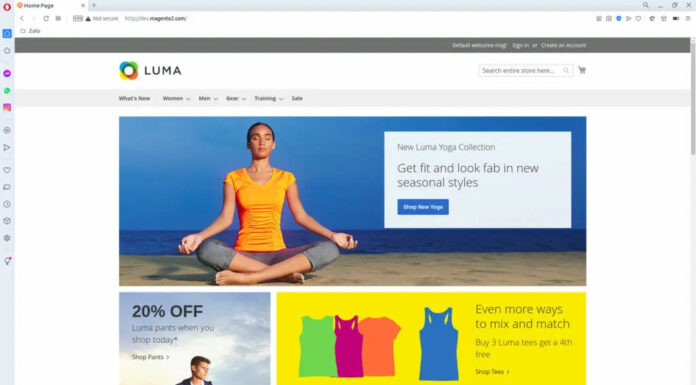 Home Page
VPN
Not secure
http://dev.magento2.com/
Zalo
Default welcome msg! Sign in or Create an Account
LUMA
Search entire store here...
What's New Women Men Gear Training Sale
New Luma Yoga Collection
Get fit and look fab in new
seasonal styles
Shop New Yoga
20% OFF
Luma pants when you
shop today*
Shop Pants
Even more ways
to mix and match
Buy 3 Luma tees get a 4th
free
Shop Tees